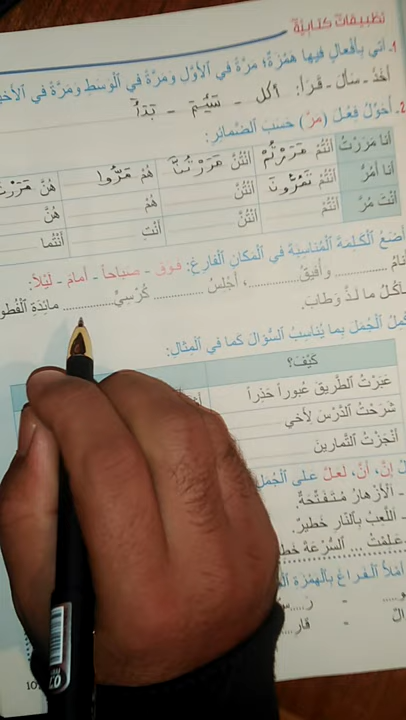 تطبيقات كتابية
1- آتي بأفعال فيها همزة؛ مرة في الأول ومرة في الوسط ومرة في الأخير
أخذ - سأل - قرأ: أكل - سئم - بدأ
2- أحول فعل (مر) حسب الضمائر:
أنا مررت أنتم مررتم أنتن مررتن هم مروا هن مررن
أنا أمر أنتم تمرون أنتن هم هن
أنت مر أنتم أنتن أنت أنتما
أضع الكلمة المناسبة في المكان الفارغ: فوق - صباحا - أمام - ليلا:
أنام ............ وأفيق ............، أجلس ............ كرسي ............ مائدة الفطور
ما لذ وطاب.
الجمل بما يناسب السؤال كما في المثال:
كيف؟
عبرت الطريق عبورا حذرا
شرحت الدرس لأخي
أنجزت التمارين
إن، أن، لعل على الجمل
- الأزهار متفتحة.
- اللعب بالنار خطير.
علمت ... السرعة
املأ الفراغ بالهمزة